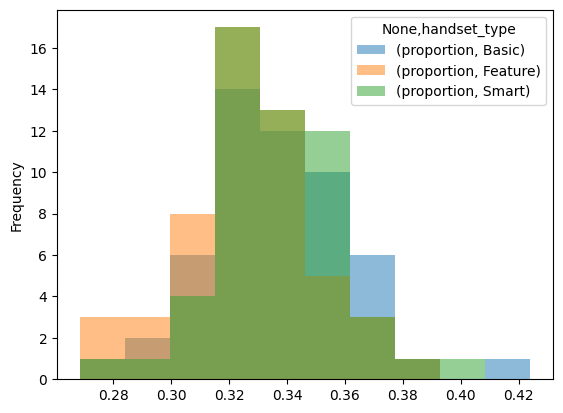 None,handset_type
(proportion, Basic)
(proportion, Feature)
(proportion, Smart)
Frequency
16
14
12
10
8
6
4
2
0
0.28 0.30 0.32 0.34 0.36 0.38 0.40 0.42